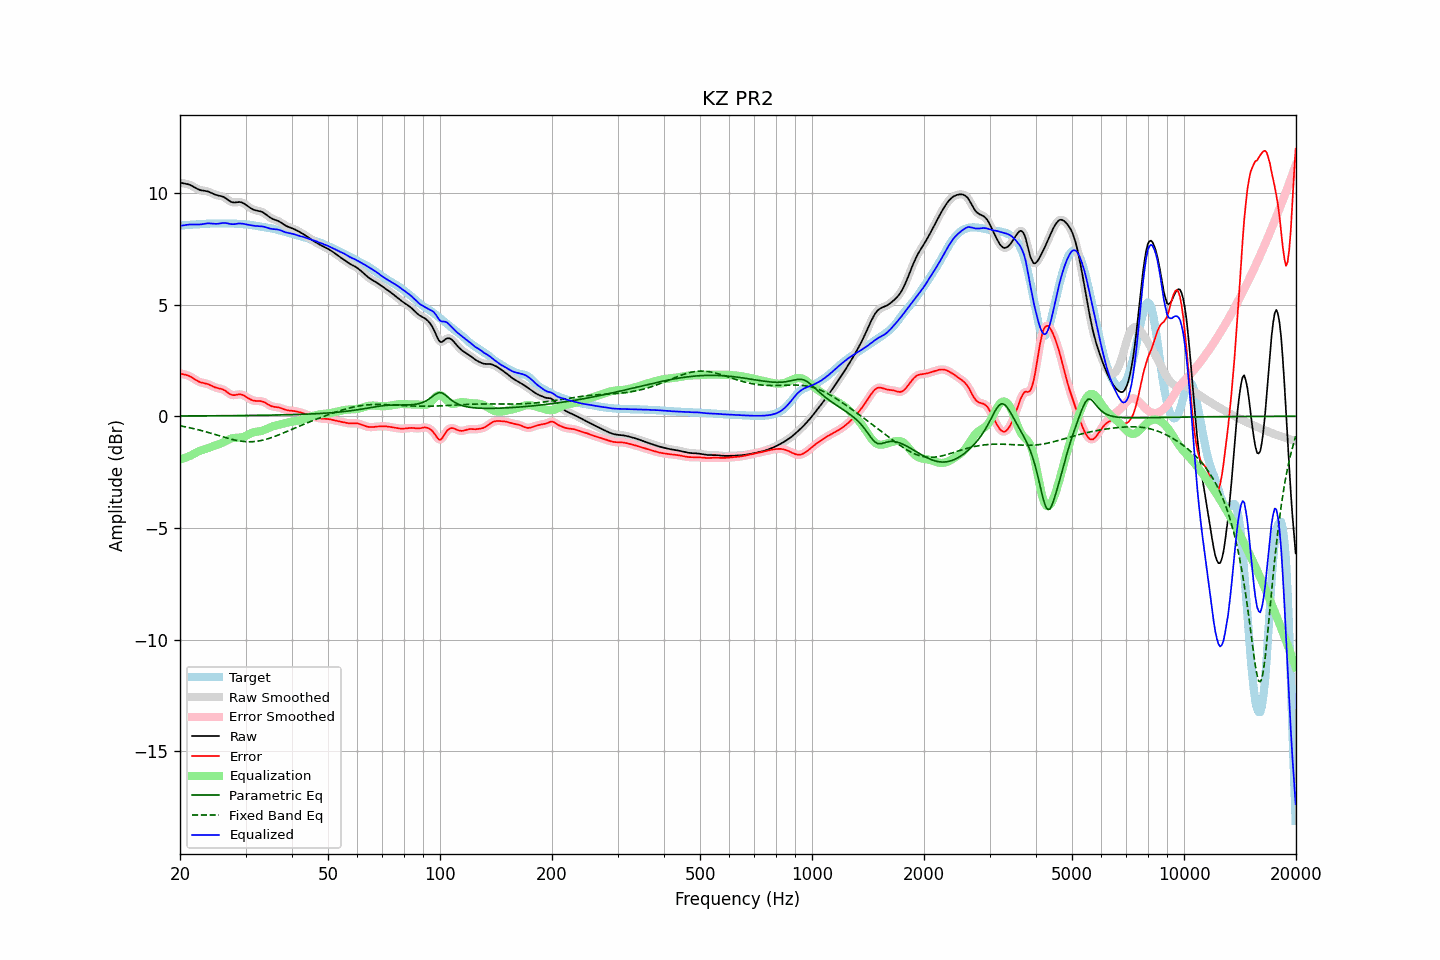 KZ PR2
Amplitude (dBr)
10
5
0
−5
−10
−15
Target
Raw Smoothed
Error Smoothed
Raw
Error
Equalization
Parametric Eq
Fixed Band Eq
Equalized
20 50 100 200 500 1000 2000 5000 10000 20000
Frequency (Hz)